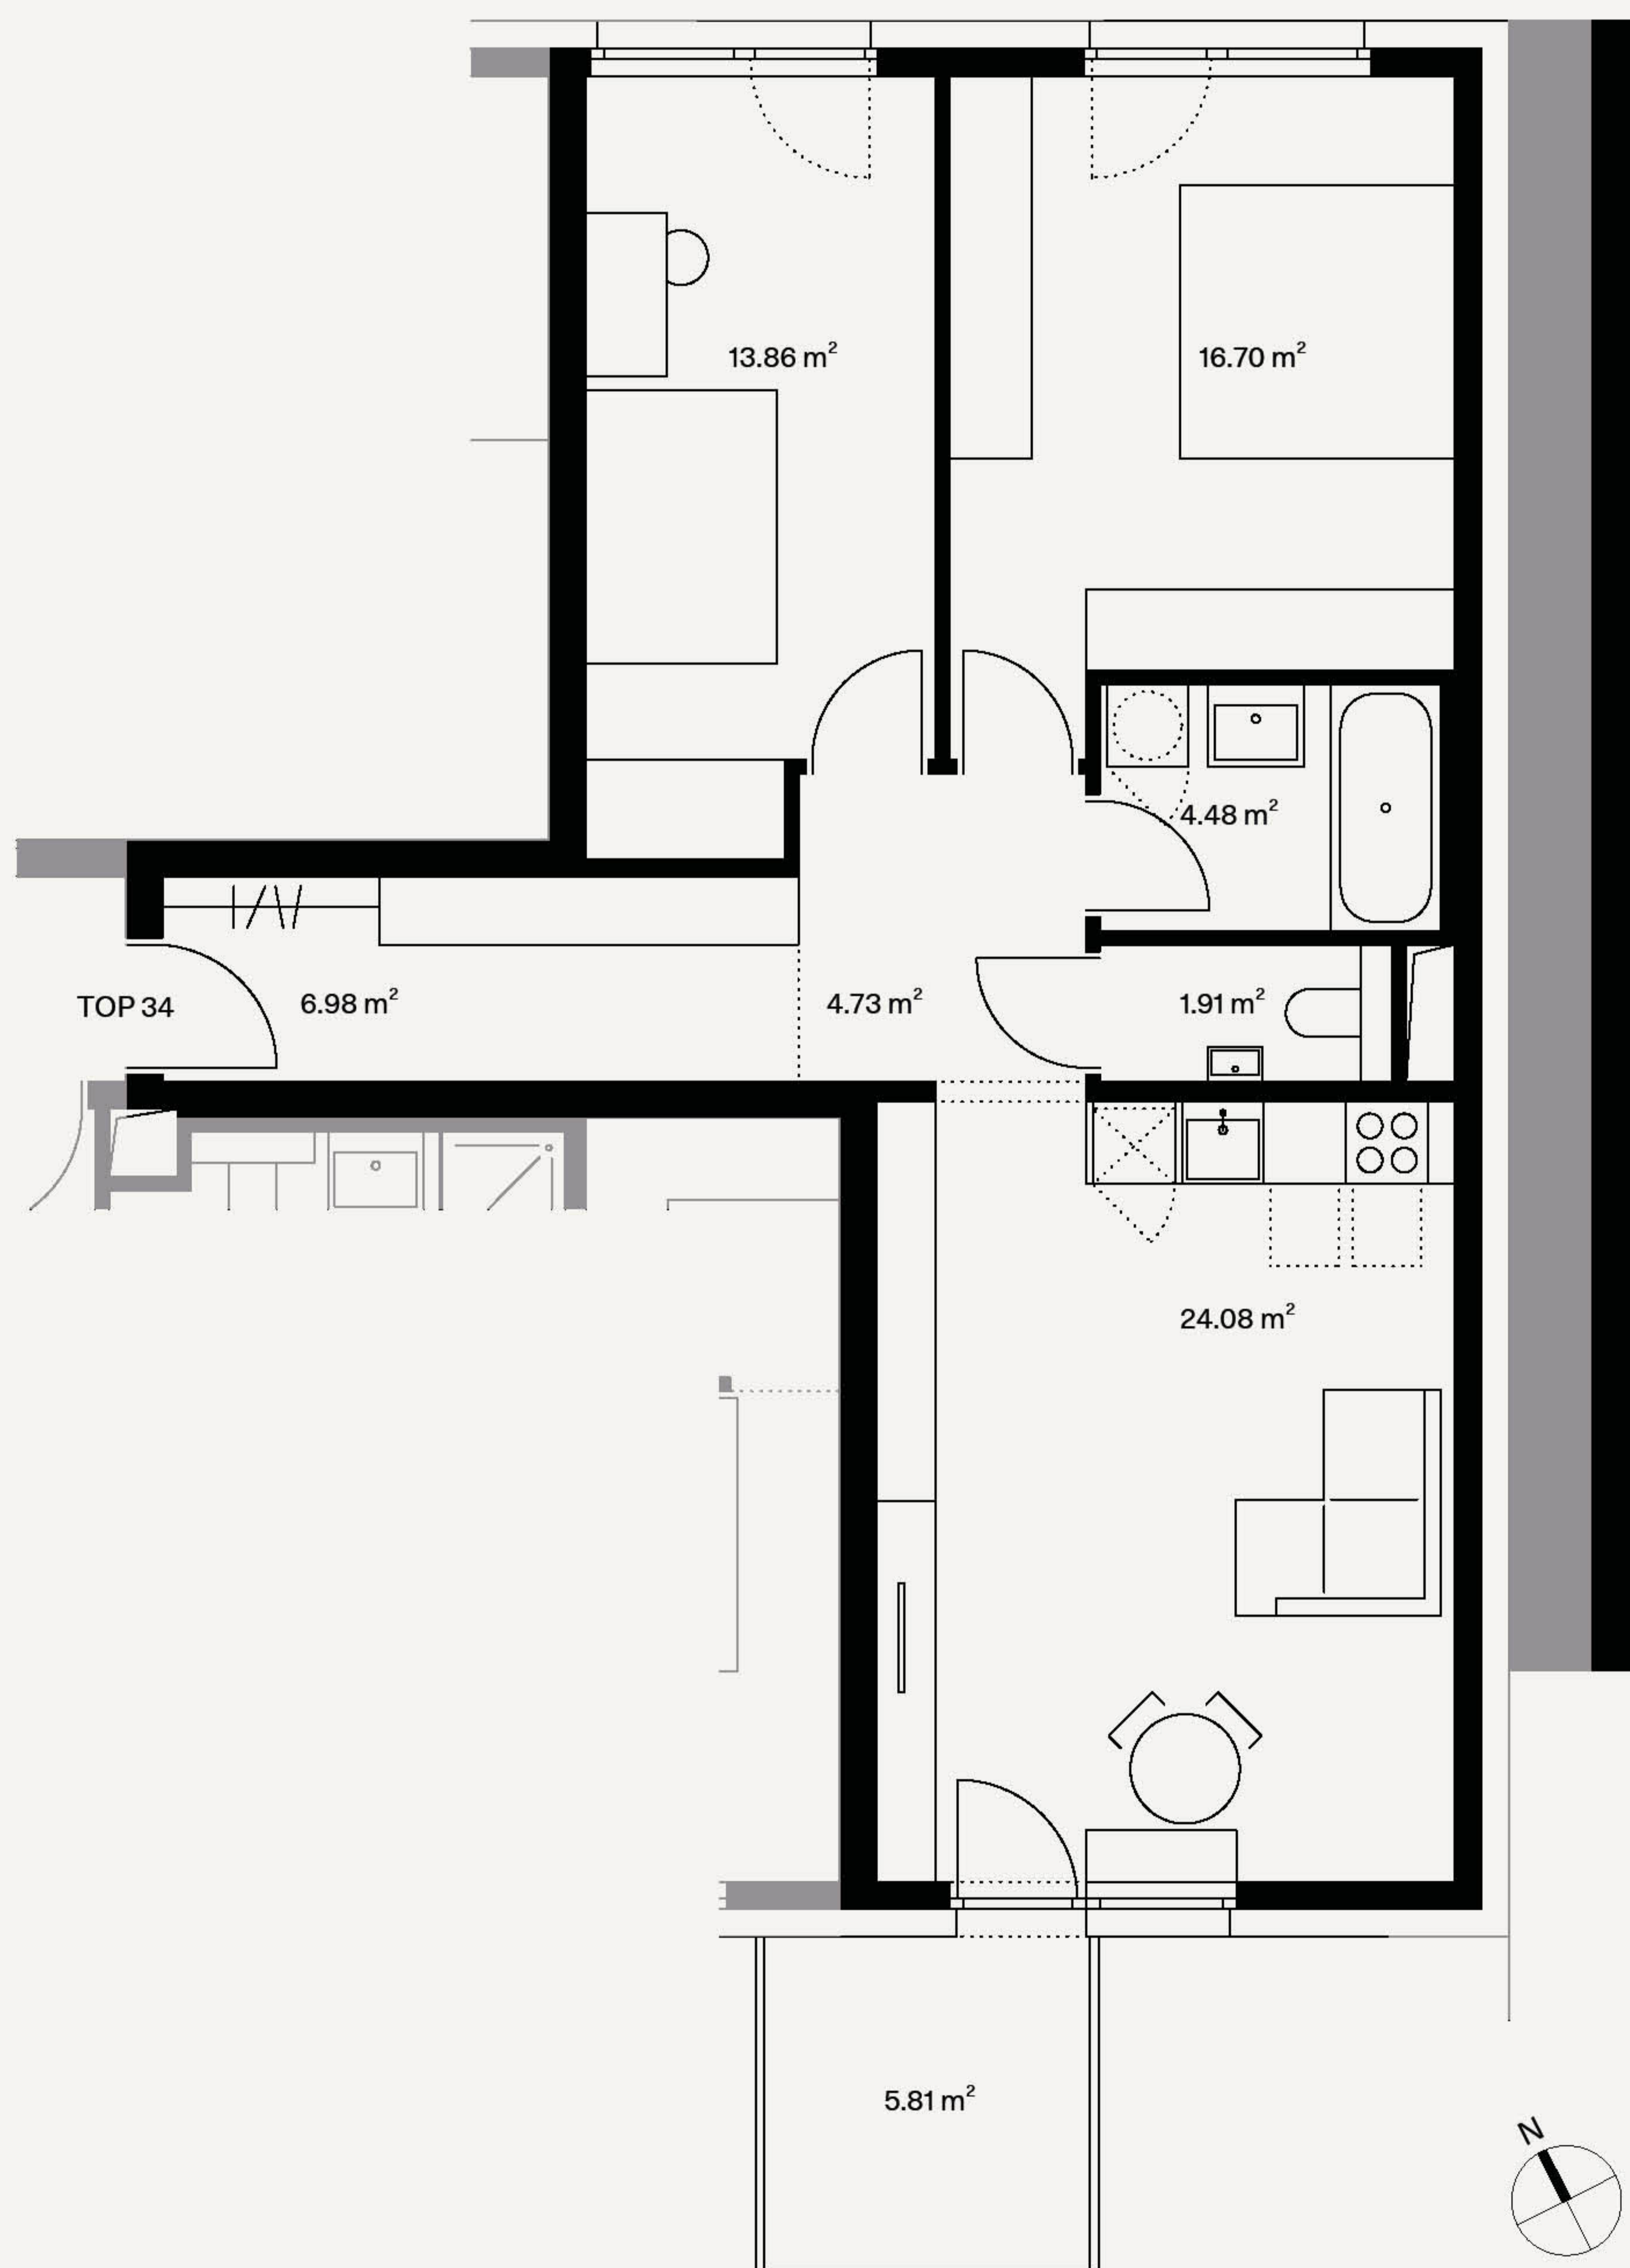 13.86 m²
16.70 m²
4.48 m²
TOP 34
6.98 m²
4.73 m²
1.91 m²
24.08 m²
5.81 m²
N